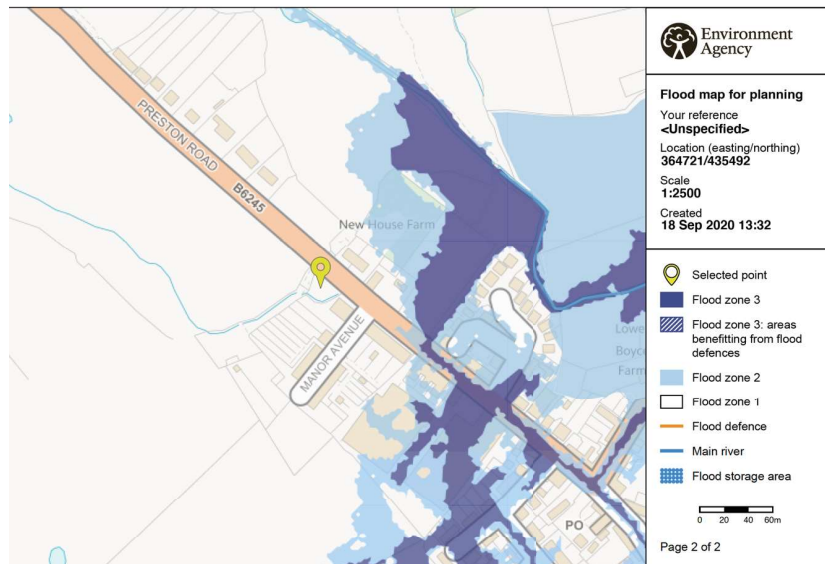 PRESTON ROAD
B6245
New House Farm
MANOR AVENUE
Lowe
Boyce
Farm
PO
Environment
Agency
Flood map for planning
Your reference
<Unspecified>
Location (easting/northing)
364721/435492
Scale
1:2500
Created
18 Sep 2020 13:32
Selected point
Flood zone 3
Flood zone 3: areas
benefitting from flood
defences
Flood zone 2
Flood zone 1
Flood defence
Main river
Flood storage area
0 20 40 60m
Page 2 of 2